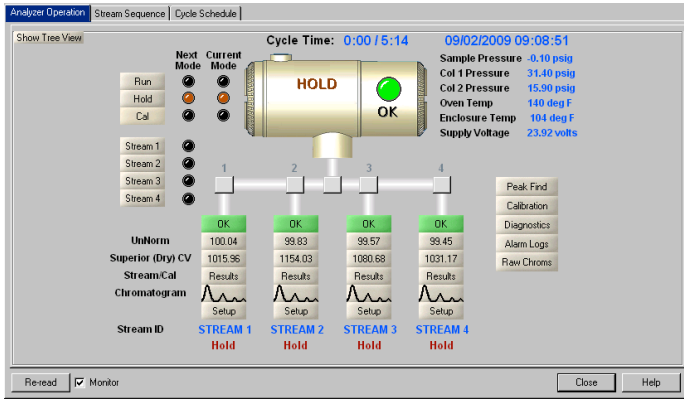 Analyzer Operation Stream Sequence Cycle Schedule
Show Tree View
Cycle Time: 0:00 / 5:14 09/02/2009 09:08:51
Next Mode Current Mode
Sample Pressure -0.10 psig
Col 1 Pressure 31.40 psig
Col 2 Pressure 15.90 psig
Oven Temp 140 deg F
Enclosure Temp 104 deg F
Supply Voltage 23.92 volts
Run
Hold
Cal
HOLD
OK
Stream 1
Stream 2
Stream 3
Stream 4
1 2 3 4
Peak Find
Calibration
Diagnostics
Alarm Logs
Raw Chroms
OK OK OK OK
UnNorm 100.04 99.83 99.57 99.45
Superior (Dry) CV 1015.96 1154.03 1080.68 1031.17
Stream/Cal Results Results Results Results
Chromatogram
Setup Setup Setup Setup
Stream ID STREAM 1 STREAM 2 STREAM 3 STREAM 4
Hold Hold Hold Hold
Re-read Monitor Close Help